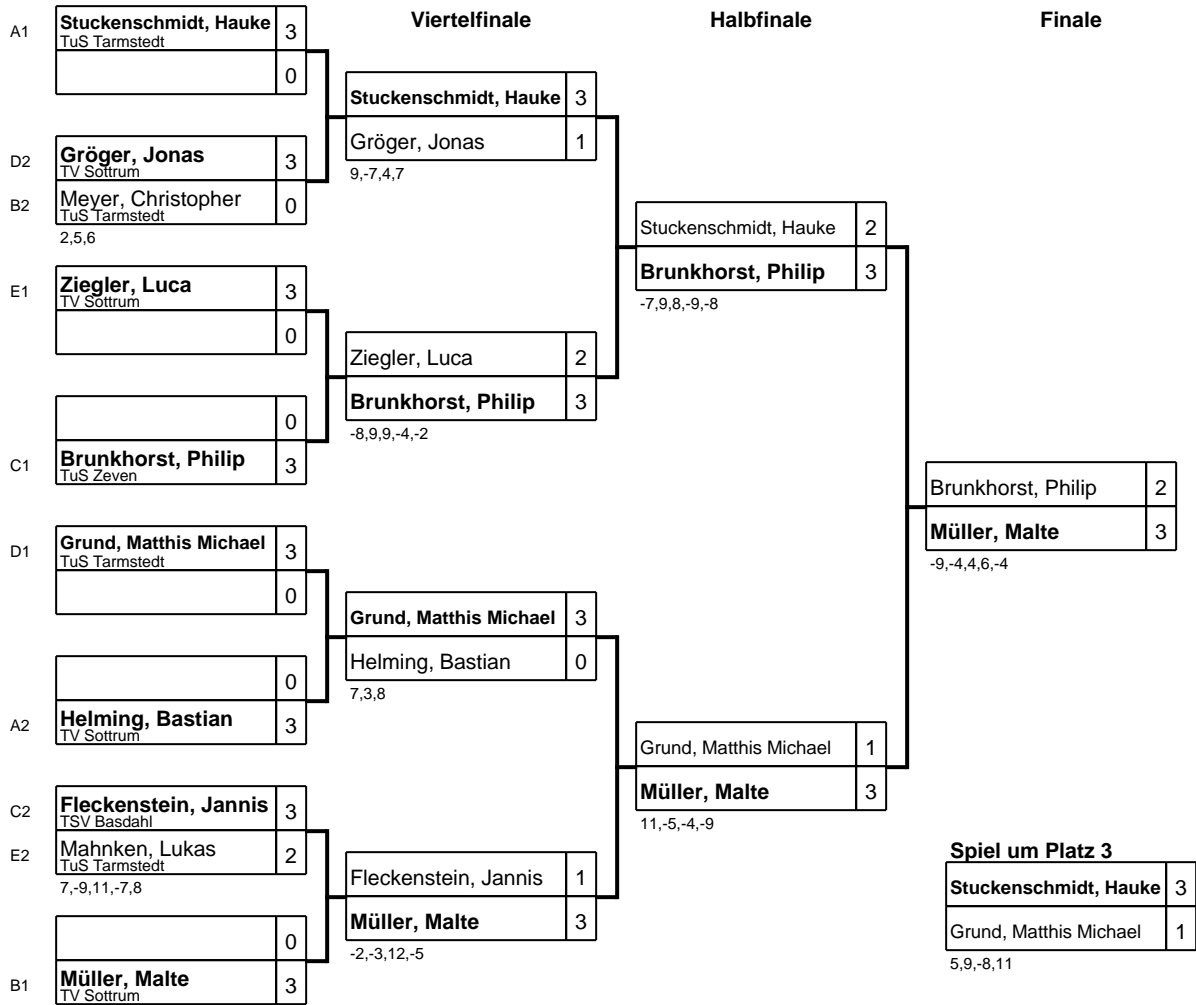 Viertelfinale
Halbfinale
Finale
A1
Stuckenschmidt, Hauke 3
TuS Tarmstedt
0
D2
Gröger, Jonas 3
TV Sottrum
B2
Meyer, Christopher 0
TuS Tarmstedt
2,5,6
E1
Ziegler, Luca 3
TV Sottrum
0
0
C1
Brunkhorst, Philip 3
TuS Zeven
D1
Grund, Matthis Michael 3
TuS Tarmstedt
0
0
A2
Helming, Bastian 3
TV Sottrum
C2
Fleckenstein, Jannis 3
TSV Basdahl
E2
Mahnken, Lukas 2
TuS Tarmstedt
7,-9,11,-7,8
0
B1
Müller, Malte 3
TV Sottrum
Stuckenschmidt, Hauke 3
Gröger, Jonas 1
9,-7,4,7
Ziegler, Luca 2
Brunkhorst, Philip 3
-8,9,9,-4,-2
Grund, Matthis Michael 3
Helming, Bastian 0
7,3,8
Fleckenstein, Jannis 1
Müller, Malte 3
-2,-3,12,-5
Stuckenschmidt, Hauke 2
Brunkhorst, Philip 3
-7,9,8,-9,-8
Grund, Matthis Michael 1
Müller, Malte 3
11,-5,-4,-9
Brunkhorst, Philip 2
Müller, Malte 3
-9,-4,4,6,-4
Spiel um Platz 3
Stuckenschmidt, Hauke 3
Grund, Matthis Michael 1
5,9,-8,11